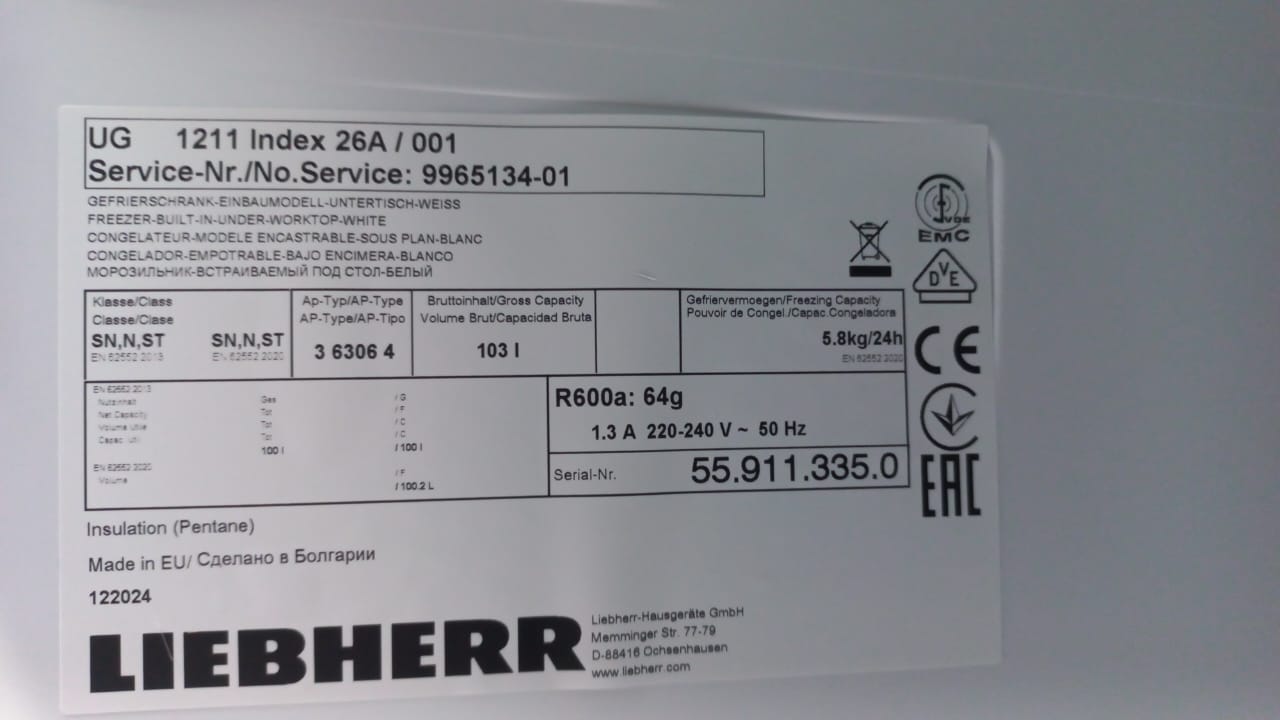 UG 1211 Index 26A / 001
Service-Nr./No.Service: 9965134-01
GEFRIERSCHRANK-EINBAUMODELL-UNTERTISCH-WEISS
FREEZER-BUILT-IN-UNDER-WORKTOP-WHITE
CONGELATEUR-MODELE ENCASTRABLE-SOUS PLAN-BLANC
CONGELADOR-EMPOTRABLE-BAJO ENCIMERA-BLANCO
МОРОЗИЛЬНИК-ВСТРАИВАЕМЫЙ ПОД СТОЛ-БЕЛЫЙ
Klasse/Class
Classe/Clase
SN,N,ST SN,N,ST
EN 62552 2013 EN 62552 2020
Ap-Typ/AP-Type
AP-Type/AP-Tipo
3 6306 4
Bruttoinhalt/Gross Capacity
Volume Brut/Capacidad Bruta
103 l
Gefriervermoegen/Freezing Capacity
Pouvoir de Congel./Capac.Congeladora
5.8kg/24h
EN 62552 2020
EN 62552 2013
Nutzinhalt Ges / G
Net Capacity Tot / F
Volume Utile Tot / C
Capac. Util Tot / C
100 l / 100 l
EN 62552 2020
Volume / F
/ 100.2 L
R600a: 64g
1.3 A 220-240 V ~ 50 Hz
Serial-Nr. 55.911.335.0
Insulation (Pentane)
Made in EU/ Сделано в Болгарии
122024
LIEBHERR
Liebherr-Hausgeräte GmbH
Memminger Str. 77-79
D-88416 Ochsenhausen
www.liebherr.com
VDE
EMC
DVE
CE
EAC